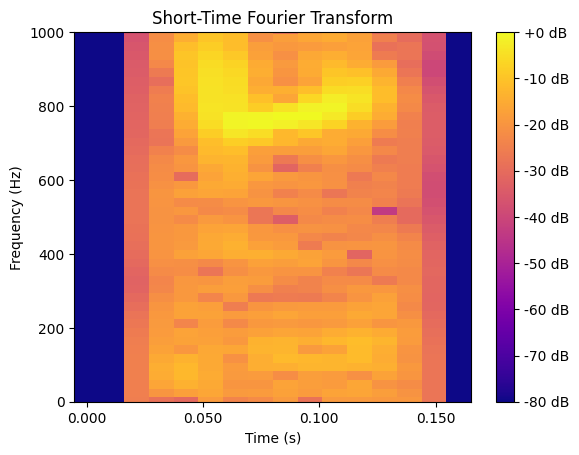 Short-Time Fourier Transform
1000
800
600
400
200
0
Frequency (Hz)
0.000
0.050
0.100
0.150
Time (s)
+0 dB
-10 dB
-20 dB
-30 dB
-40 dB
-50 dB
-60 dB
-70 dB
-80 dB